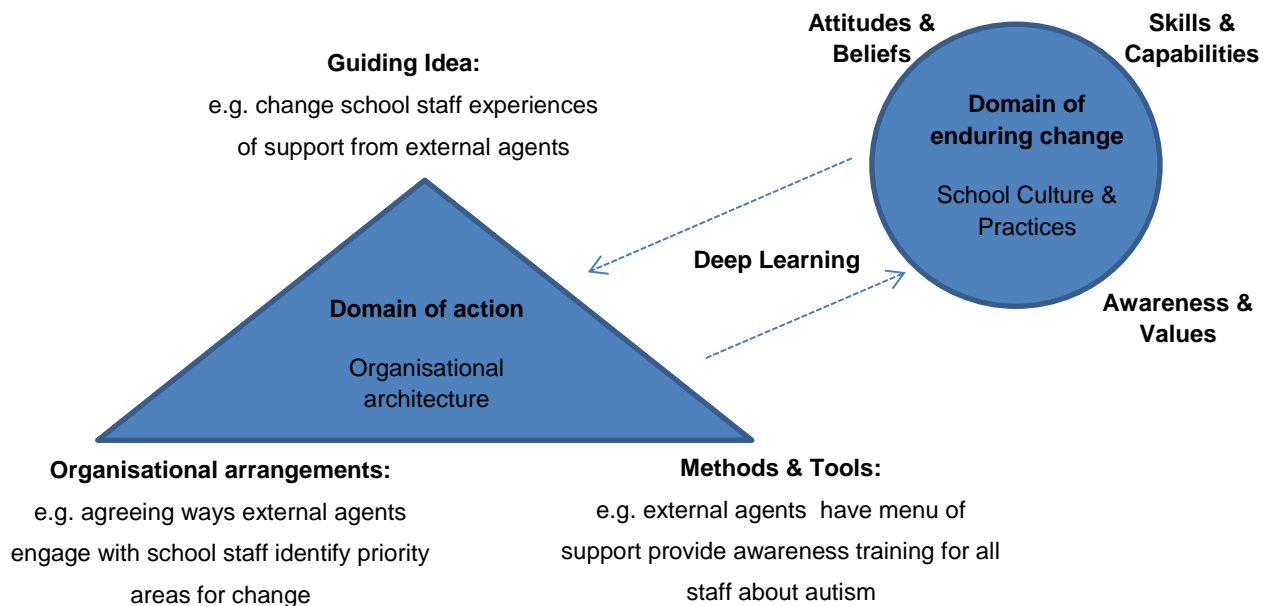 Guiding Idea:
e.g. change school staff experiences
of support from external agents
Attitudes &
Beliefs
Skills &
Capabilities
Domain of
enduring change
School Culture &
Practices
Awareness &
Values
Deep Learning
Domain of action
Organisational
architecture
Organisational arrangements:
e.g. agreeing ways external agents
engage with school staff identify priority
areas for change
Methods & Tools:
e.g. external agents have menu of
support provide awareness training for all
staff about autism